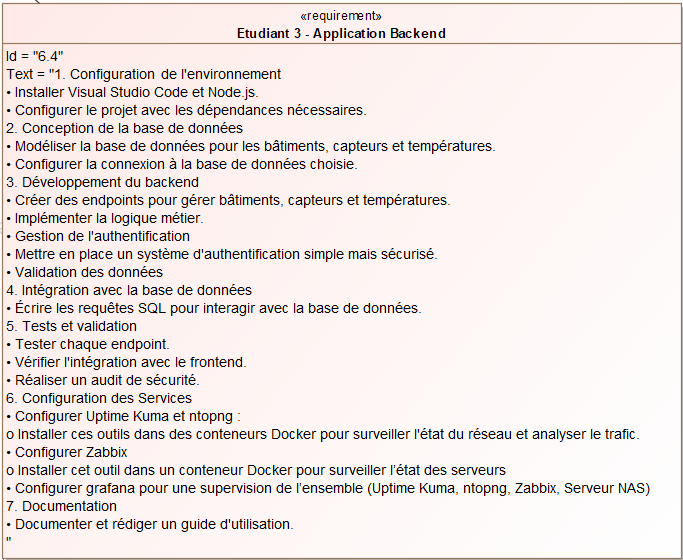 «requirement»
Etudiant 3 - Application Backend
Id = "6.4"
Text = "1. Configuration de l'environnement
• Installer Visual Studio Code et Node.js.
• Configurer le projet avec les dépendances nécessaires.
2. Conception de la base de données
• Modéliser la base de données pour les bâtiments, capteurs et températures.
• Configurer la connexion à la base de données choisie.
3. Développement du backend
• Créer des endpoints pour gérer bâtiments, capteurs et températures.
• Implémenter la logique métier.
• Gestion de l'authentification
• Mettre en place un système d'authentification simple mais sécurisé.
• Validation des données
4. Intégration avec la base de données
• Écrire les requêtes SQL pour interagir avec la base de données.
5. Tests et validation
• Tester chaque endpoint.
• Vérifier l'intégration avec le frontend.
• Réaliser un audit de sécurité.
6. Configuration des Services
• Configurer Uptime Kuma et ntopng :
o Installer ces outils dans des conteneurs Docker pour surveiller l'état du réseau et analyser le trafic.
• Configurer Zabbix
o Installer cet outil dans un conteneur Docker pour surveiller l’état des serveurs
• Configurer grafana pour une supervision de l’ensemble (Uptime Kuma, ntopng, Zabbix, Serveur NAS)
7. Documentation
• Documenter et rédiger un guide d'utilisation.
"